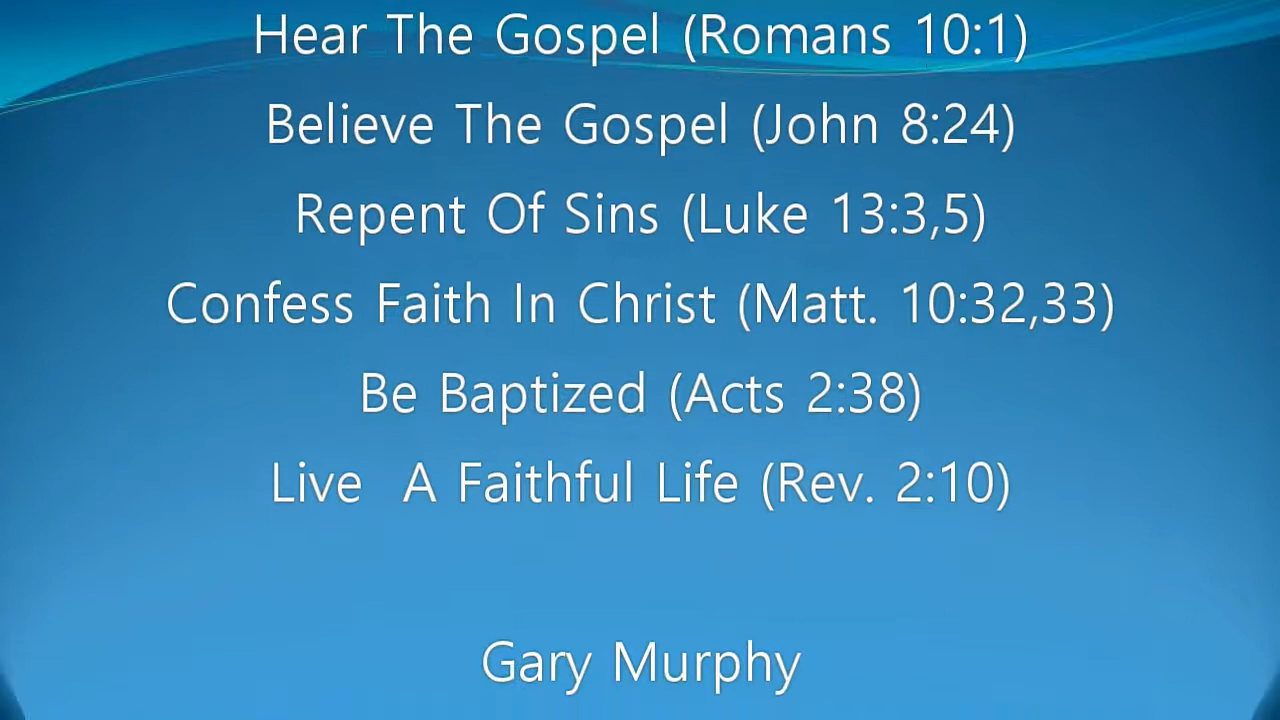 Hear The Gospel (Romans 10:1)
Believe The Gospel (John 8:24)
Repent Of Sins (Luke 13:3,5)
Confess Faith In Christ (Matt. 10:32,33)
Be Baptized (Acts 2:38)
Live  A Faithful Life (Rev. 2:10)
Gary Murphy